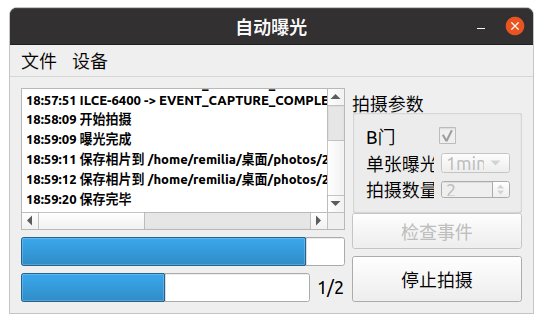 自动曝光
文件 设备
18:57:51 ILCE-6400 -> EVENT_CAPTURE_COMPLE
18:58:09 开始拍摄
18:59:09 曝光完成
18:59:11 保存相片到 /home/remilia/桌面/photos/2
18:59:12 保存相片到 /home/remilia/桌面/photos/2
18:59:20 保存完毕
1/2
拍摄参数
B门
单张曝光 1min
拍摄数量 2
检查事件
停止拍摄